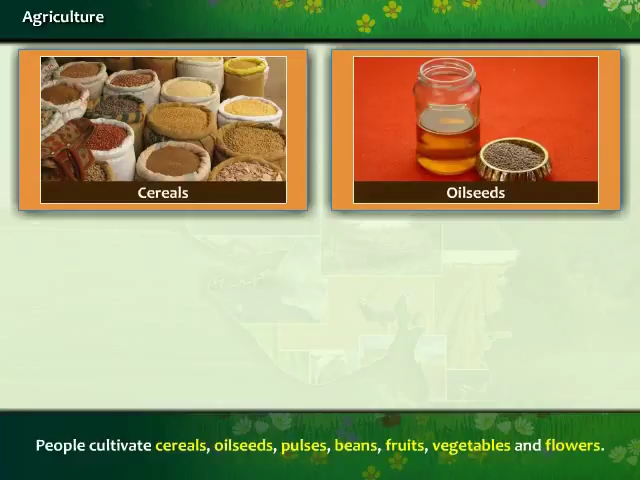 Agriculture
Cereals
Oilseeds
People cultivate cereals, oilseeds, pulses, beans, fruits, vegetables and flowers.